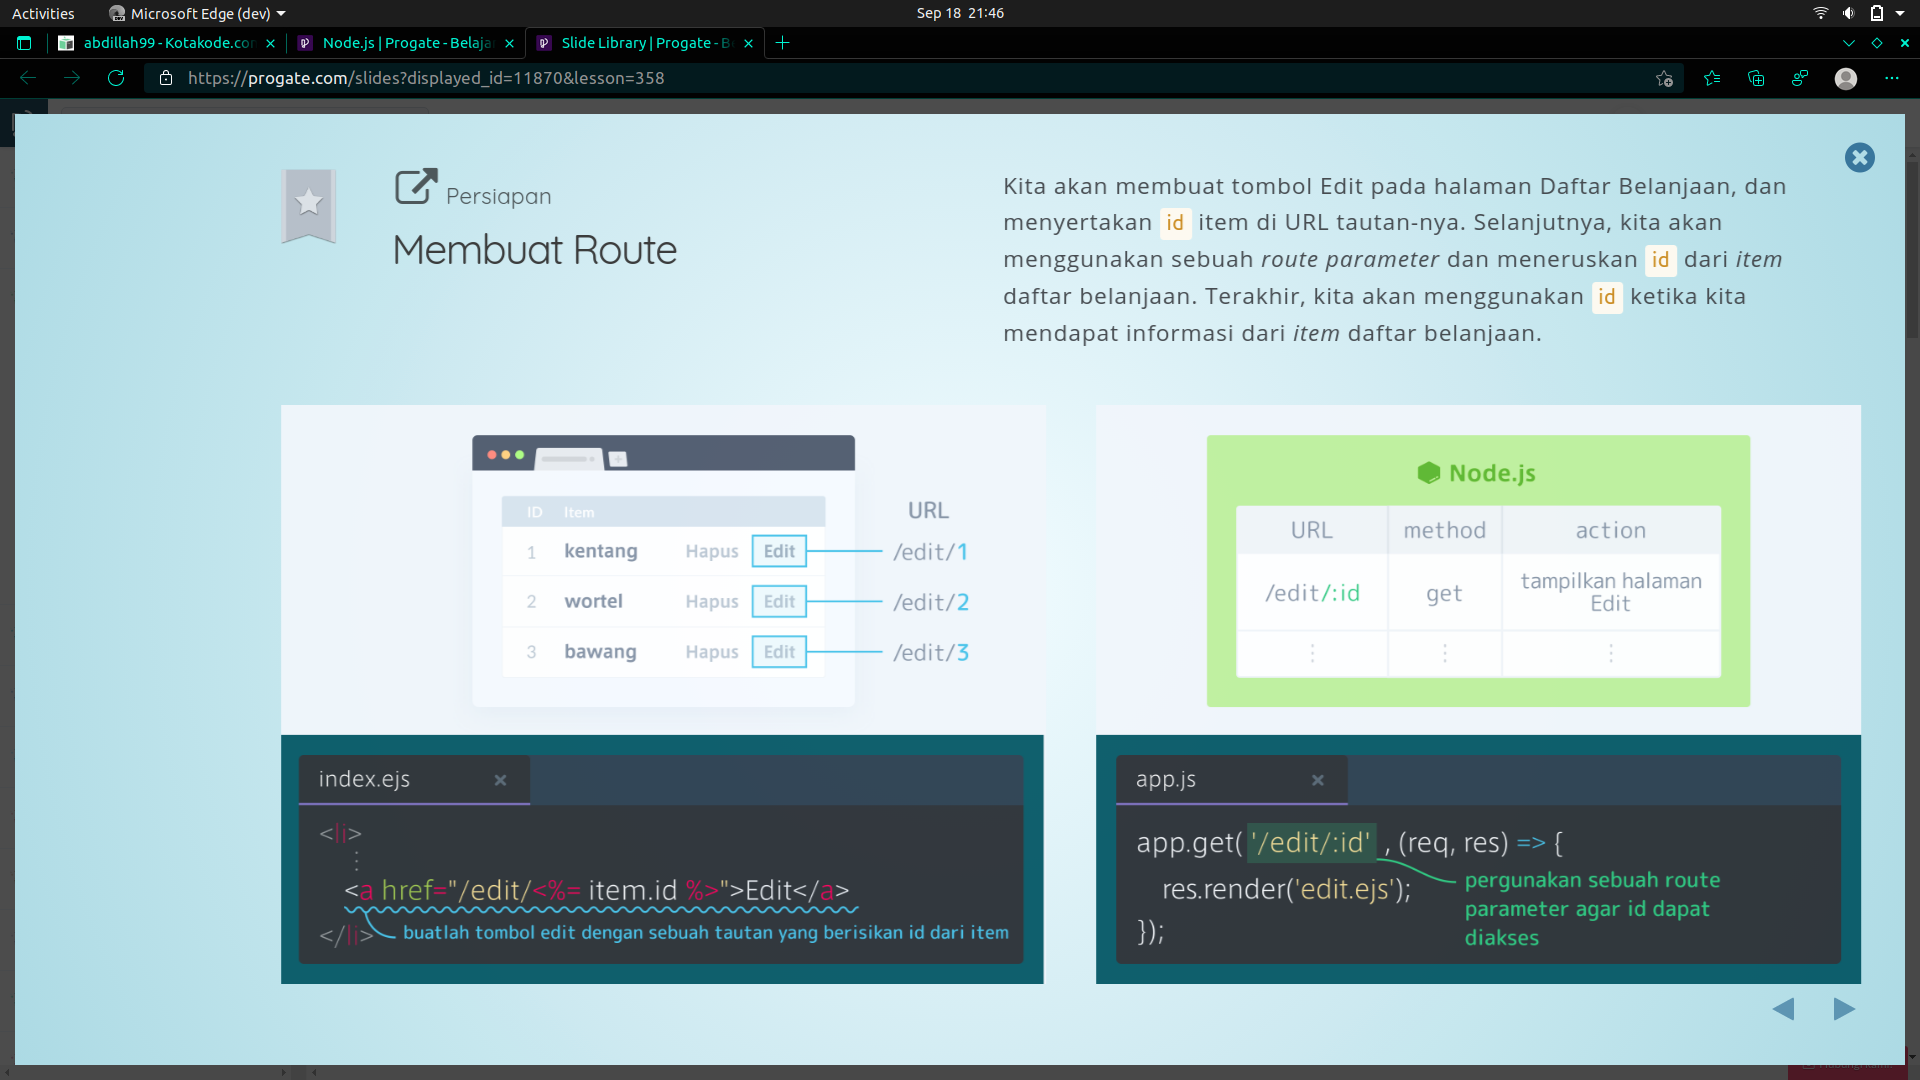 Activities
Microsoft Edge (dev)
Sep 18 21:46
abdillah99 - Kotakode.con
Node.js | Progate - Belaja
Slide Library | Progate - B
https://progate.com/slides?displayed_id=11870&lesson=358
Persiapan
Membuat Route
Kita akan membuat tombol Edit pada halaman Daftar Belanjaan, dan
menyertakan id item di URL tautan-nya. Selanjutnya, kita akan
menggunakan sebuah route parameter dan meneruskan id dari item
daftar belanjaan. Terakhir, kita akan menggunakan id ketika kita
mendapat informasi dari item daftar belanjaan.
URL
ID Item
1 kentang Hapus Edit /edit/1
2 wortel Hapus Edit /edit/2
3 bawang Hapus Edit /edit/3
Node.js
URL method action
/edit/:id get tampilkan halaman
Edit
index.ejs
<li>
<a href="/edit/<%= item.id %>">Edit</a>
</li>
buatlah tombol edit dengan sebuah tautan yang berisikan id dari item
app.js
app.get( '/edit/:id' , (req, res) => {
res.render('edit.ejs');
});
pergunakan sebuah route
parameter agar id dapat
diakses